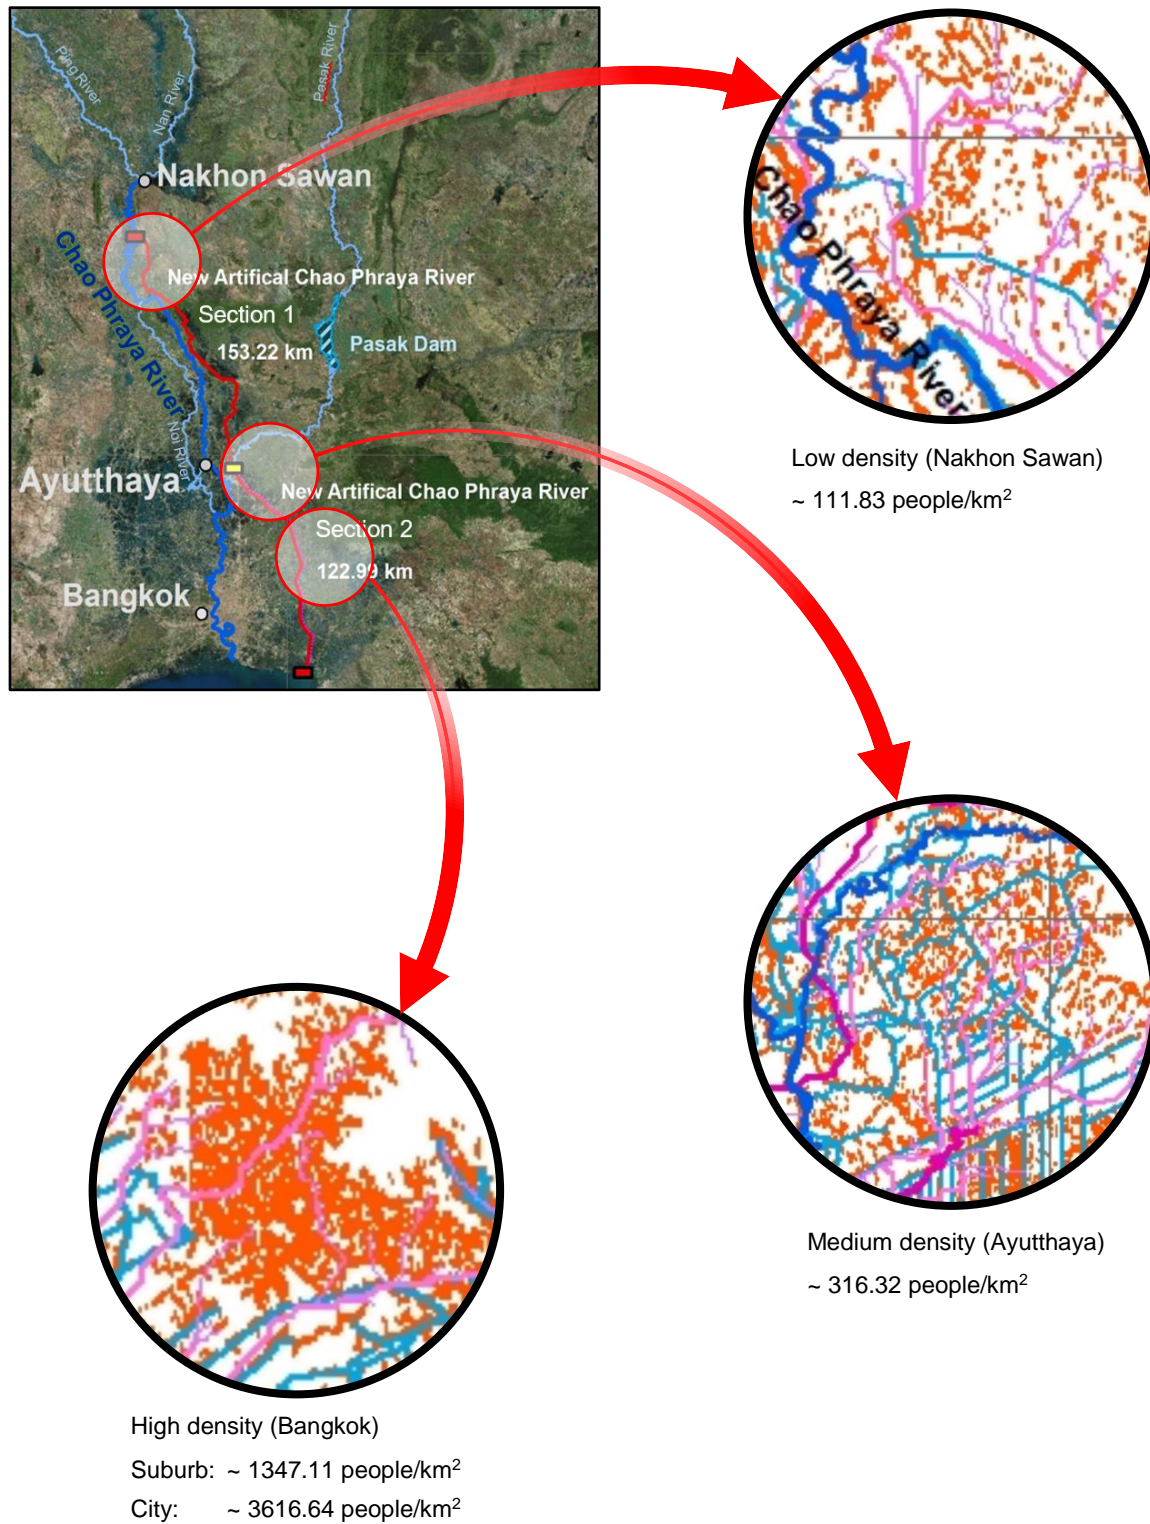 Ping River
Nan River
Pasak River
Nakhon Sawan
Chao Phraya River
New Artifical Chao Phraya River
Section 1
153.22 km
Pasak Dam
Noi River
Ayutthaya
New Artifical Chao Phraya River
Section 2
122.99 km
Bangkok
Chao Phraya River
Low density (Nakhon Sawan)
~ 111.83 people/km²
Medium density (Ayutthaya)
~ 316.32 people/km²
High density (Bangkok)
Suburb: ~ 1347.11 people/km²
City: ~ 3616.64 people/km²